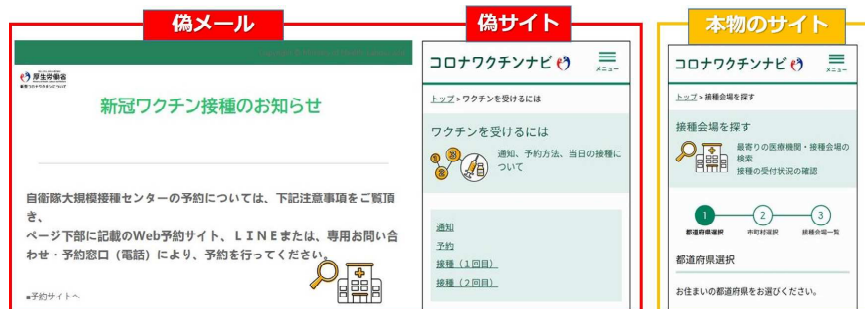 偽メール
厚生労働省
新冠ワクチン接種のお知らせ
自衛隊大規模接種センターの予約については、下記注意事項をご覧頂
き、
ページ下部に記載のWeb予約サイト、ＬＩＮＥまたは、専用お問い合
わせ・予約窓口（電話）により、予約を行ってください。
■予約サイトへ
偽サイト
コロナワクチンナビ
メニュー
トップ>ワクチンを受けるには
ワクチンを受けるには
通知、予約方法、当日の接種に
ついて
通知
予約
接種（１回目）
接種（２回目）
本物のサイト
コロナワクチンナビ
メニュー
トップ>接種会場を探す
接種会場を探す
最寄りの医療機関・接種会場の
検索
接種の受付状況の確認
1 2 3
都道府県選択 市町村選択 接種会場一覧
都道府県選択
お住まいの都道府県をお選びください。